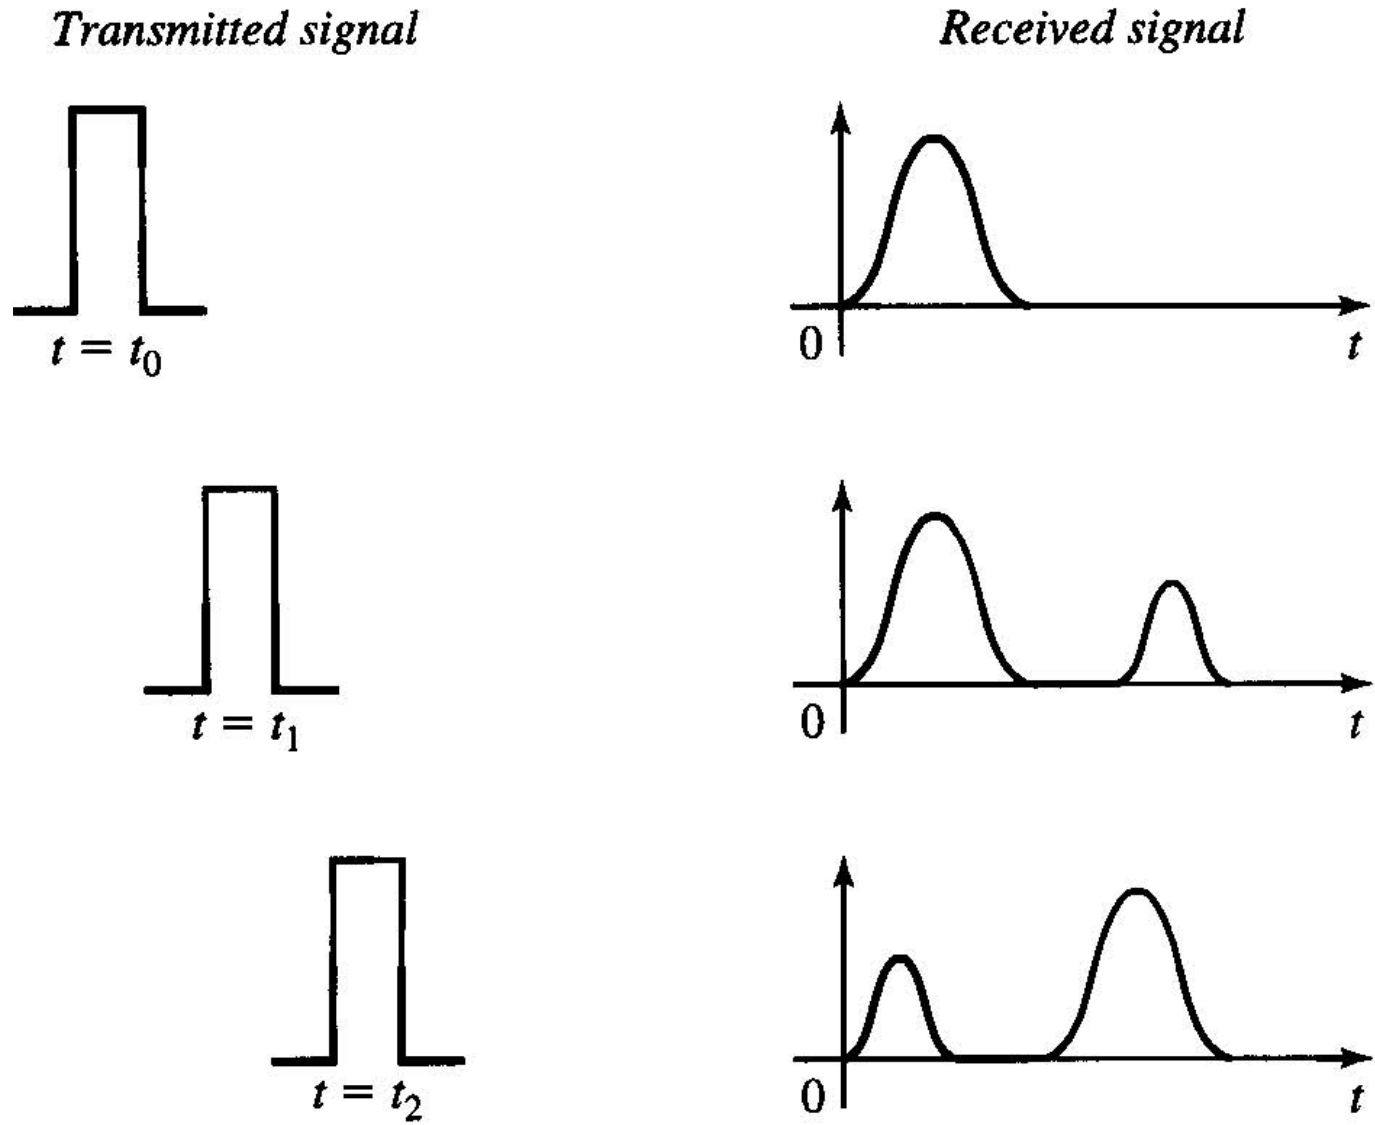 Transmitted signal
Received signal
t = t₀
0
t
t = t₁
0
t
t = t₂
0
t